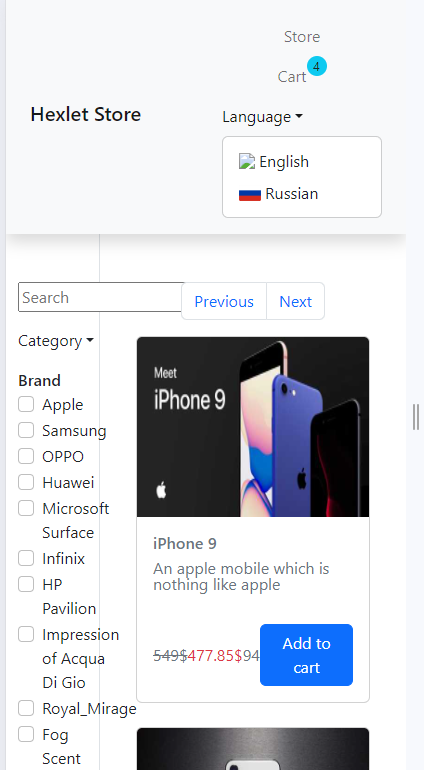 Store
Cart 4
Hexlet Store
Language
English
Russian
Search
Previous Next
Category
Brand
Apple
Samsung
OPPO
Huawei
Microsoft
Surface
Infinix
HP
Pavilion
Impression
of Acqua
Di Gio
Royal_Mirage
Fog
Scent
Meet
iPhone 9
iPhone 9
An apple mobile which is
nothing like apple
549$477.85$94
Add to
cart